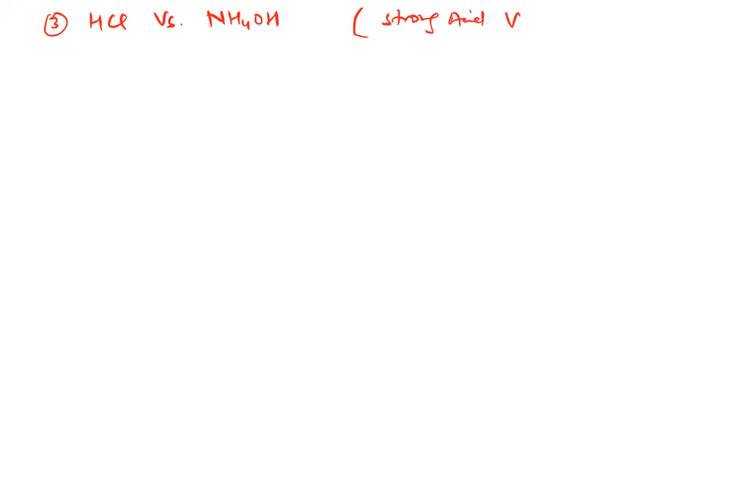 ③ HCl Vs. NH₄OH ( strong Acid V